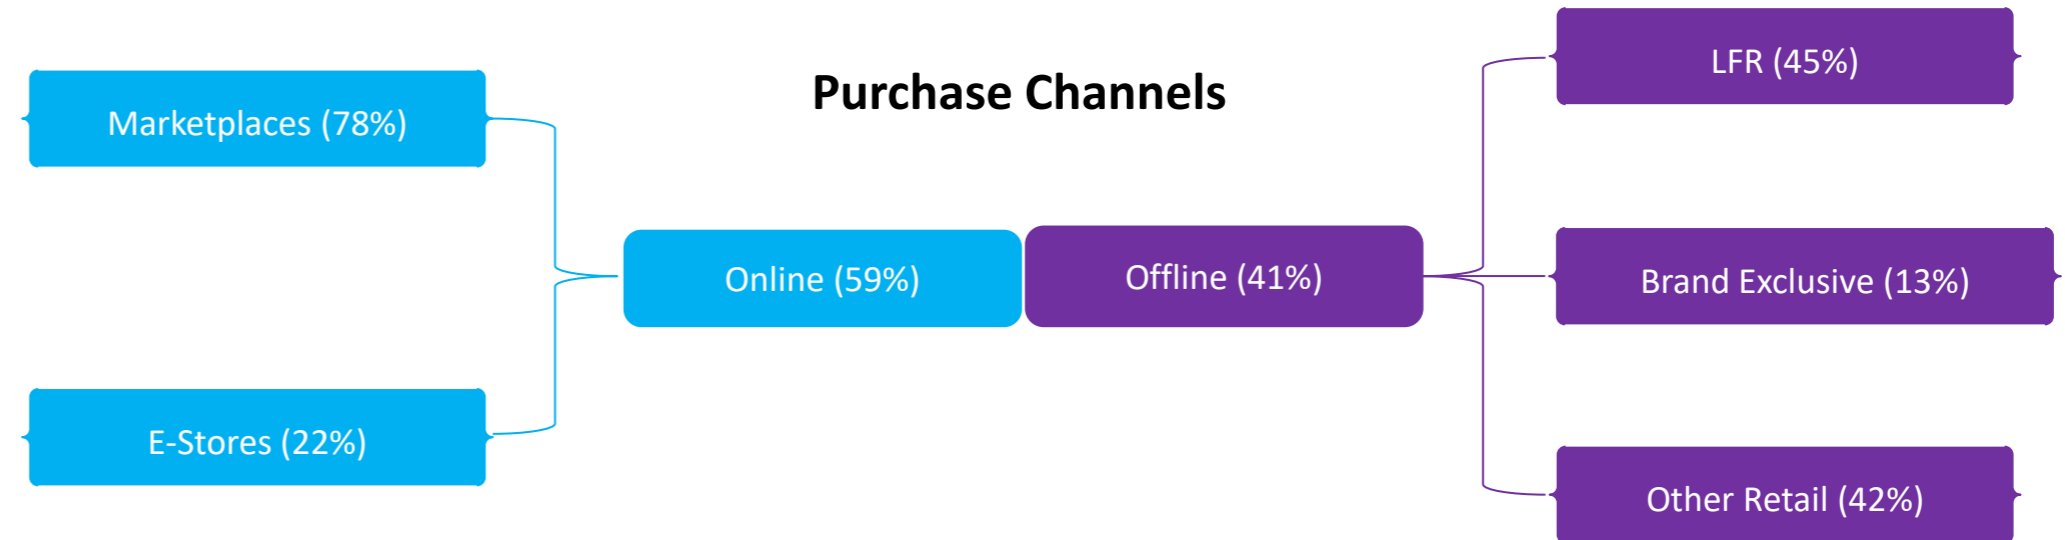 Purchase Channels
Marketplaces (78%)
E-Stores (22%)
Online (59%)
Offline (41%)
LFR (45%)
Brand Exclusive (13%)
Other Retail (42%)